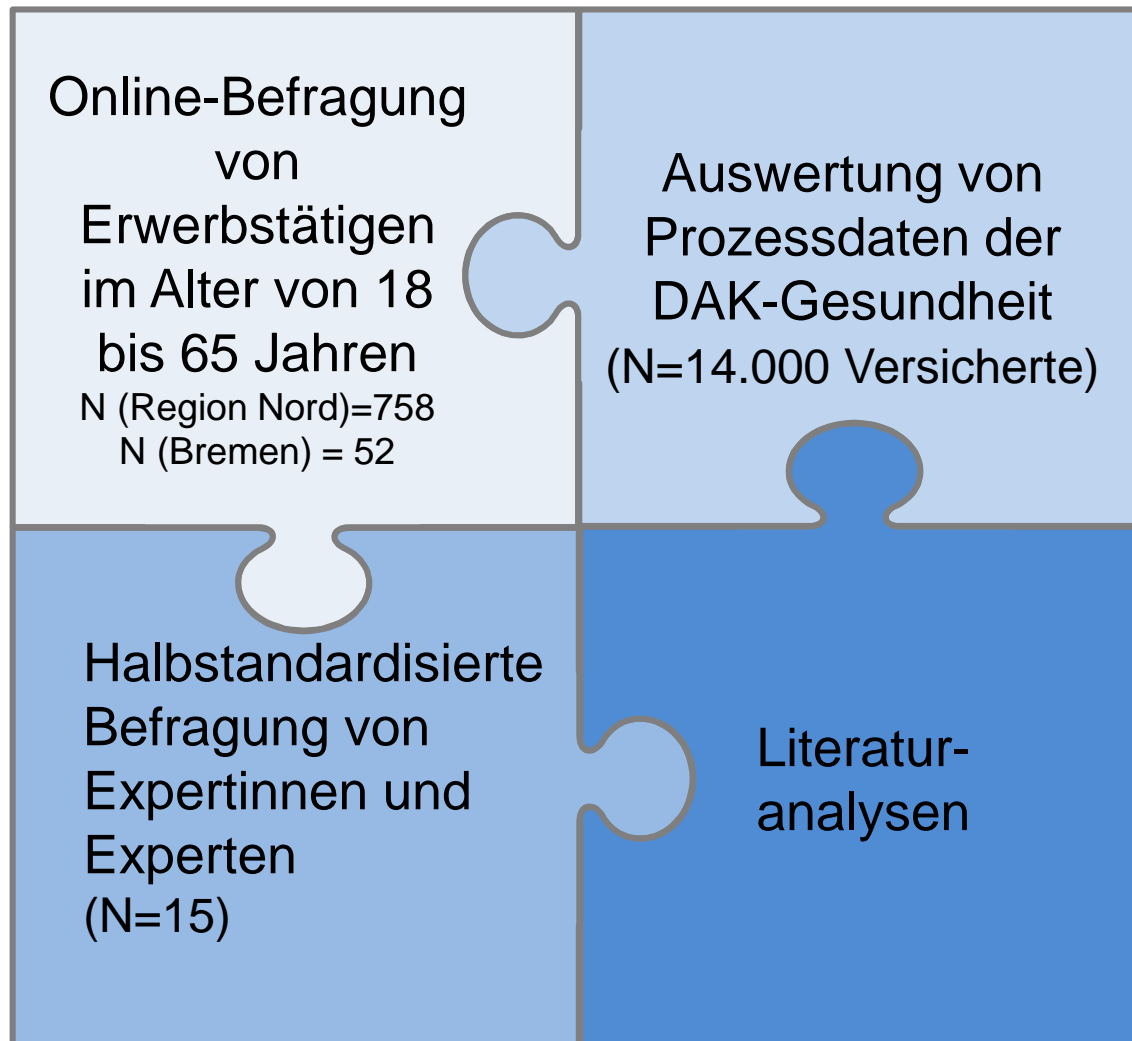 Online-Befragung
von
Erwerbstätigen
im Alter von 18
bis 65 Jahren
N (Region Nord)=758
N (Bremen) = 52
Auswertung von
Prozessdaten der
DAK-Gesundheit
(N=14.000 Versicherte)
Halbstandardisierte
Befragung von
Expertinnen und
Experten
(N=15)
Literatur-
analysen